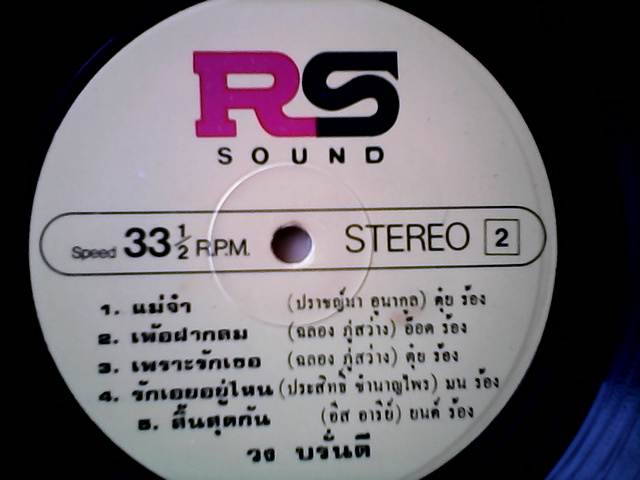 RS
SOUND
Speed 33 1/2 R.P.M. STEREO 2
1. แม่จ๋า (ปราชญ์นา อุนากูล) ตุ๋ย ร้อง
2. เพ้อฝากลม (ฉลอง ภู่สว่าง) อ๊อด ร้อง
3. เพราะรักเธอ (ฉลอง ภู่สว่าง) ตุ๋ย ร้อง
4. รักเอยอยู่ไหน (ประสิทธิ์ ชำนาญไพร) มน ร้อง
5. สิ้นสุดกัน (อีส อารีย์) ยนต์ ร้อง
วง บรั่นดี